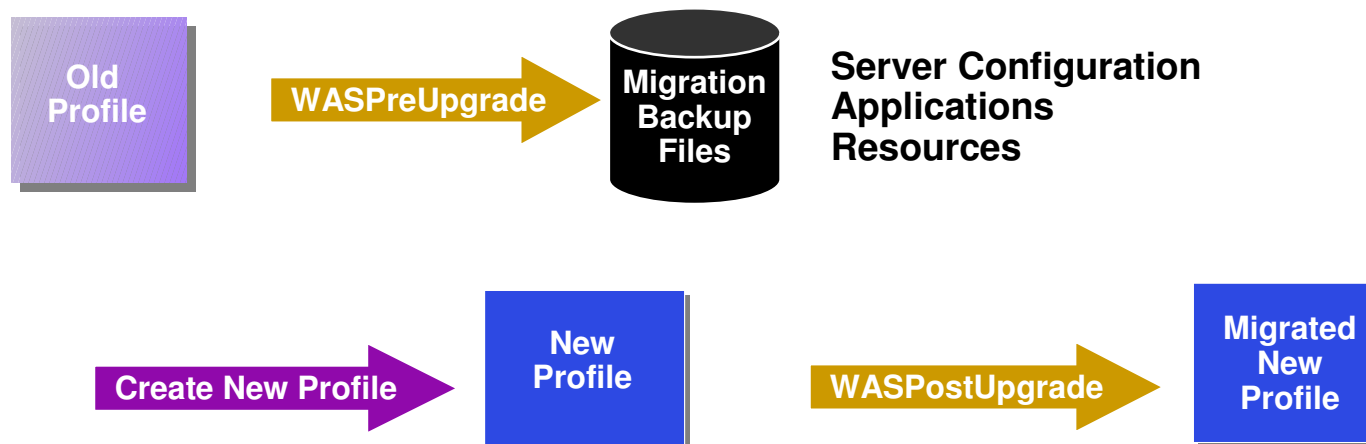 Old
Profile
WASPreUpgrade
Migration
Backup
Files
Server Configuration
Applications
Resources
Create New Profile
New
Profile
WASPostUpgrade
Migrated
New
Profile